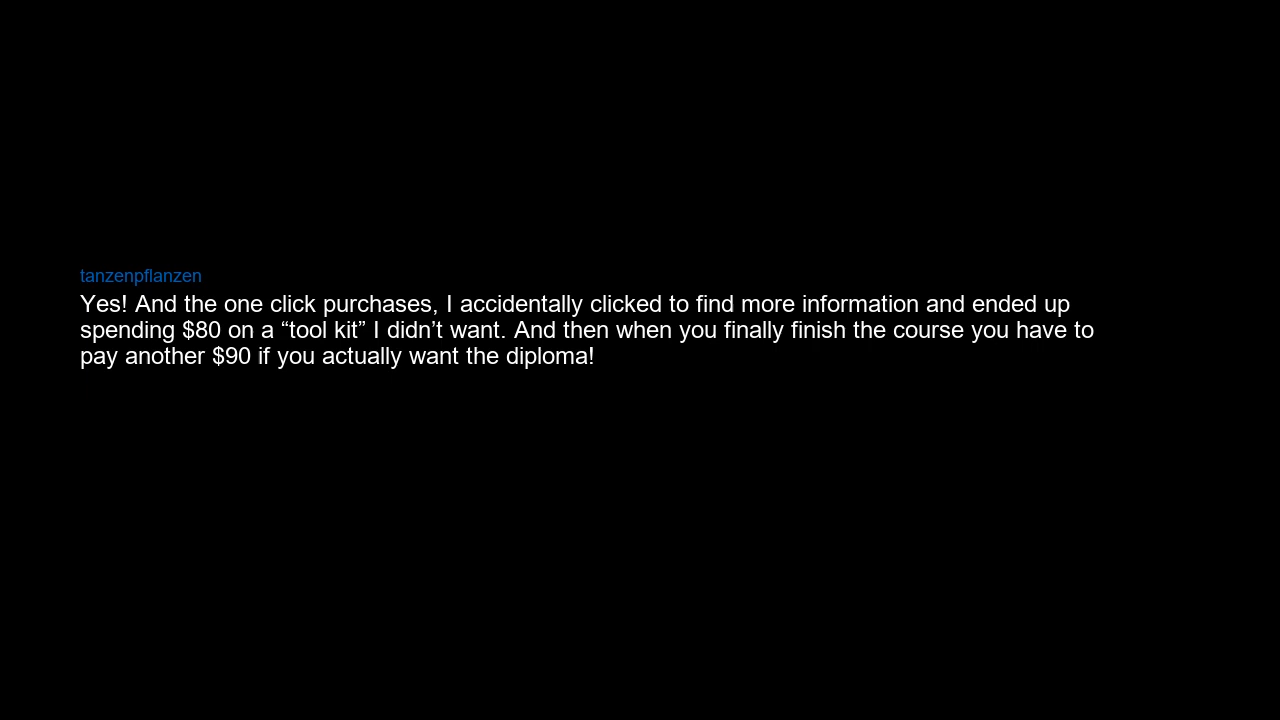 tanzenpflanzen
Yes! And the one click purchases, I accidentally clicked to find more information and ended up
spending $80 on a “tool kit” I didn’t want. And then when you finally finish the course you have to
pay another $90 if you actually want the diploma!